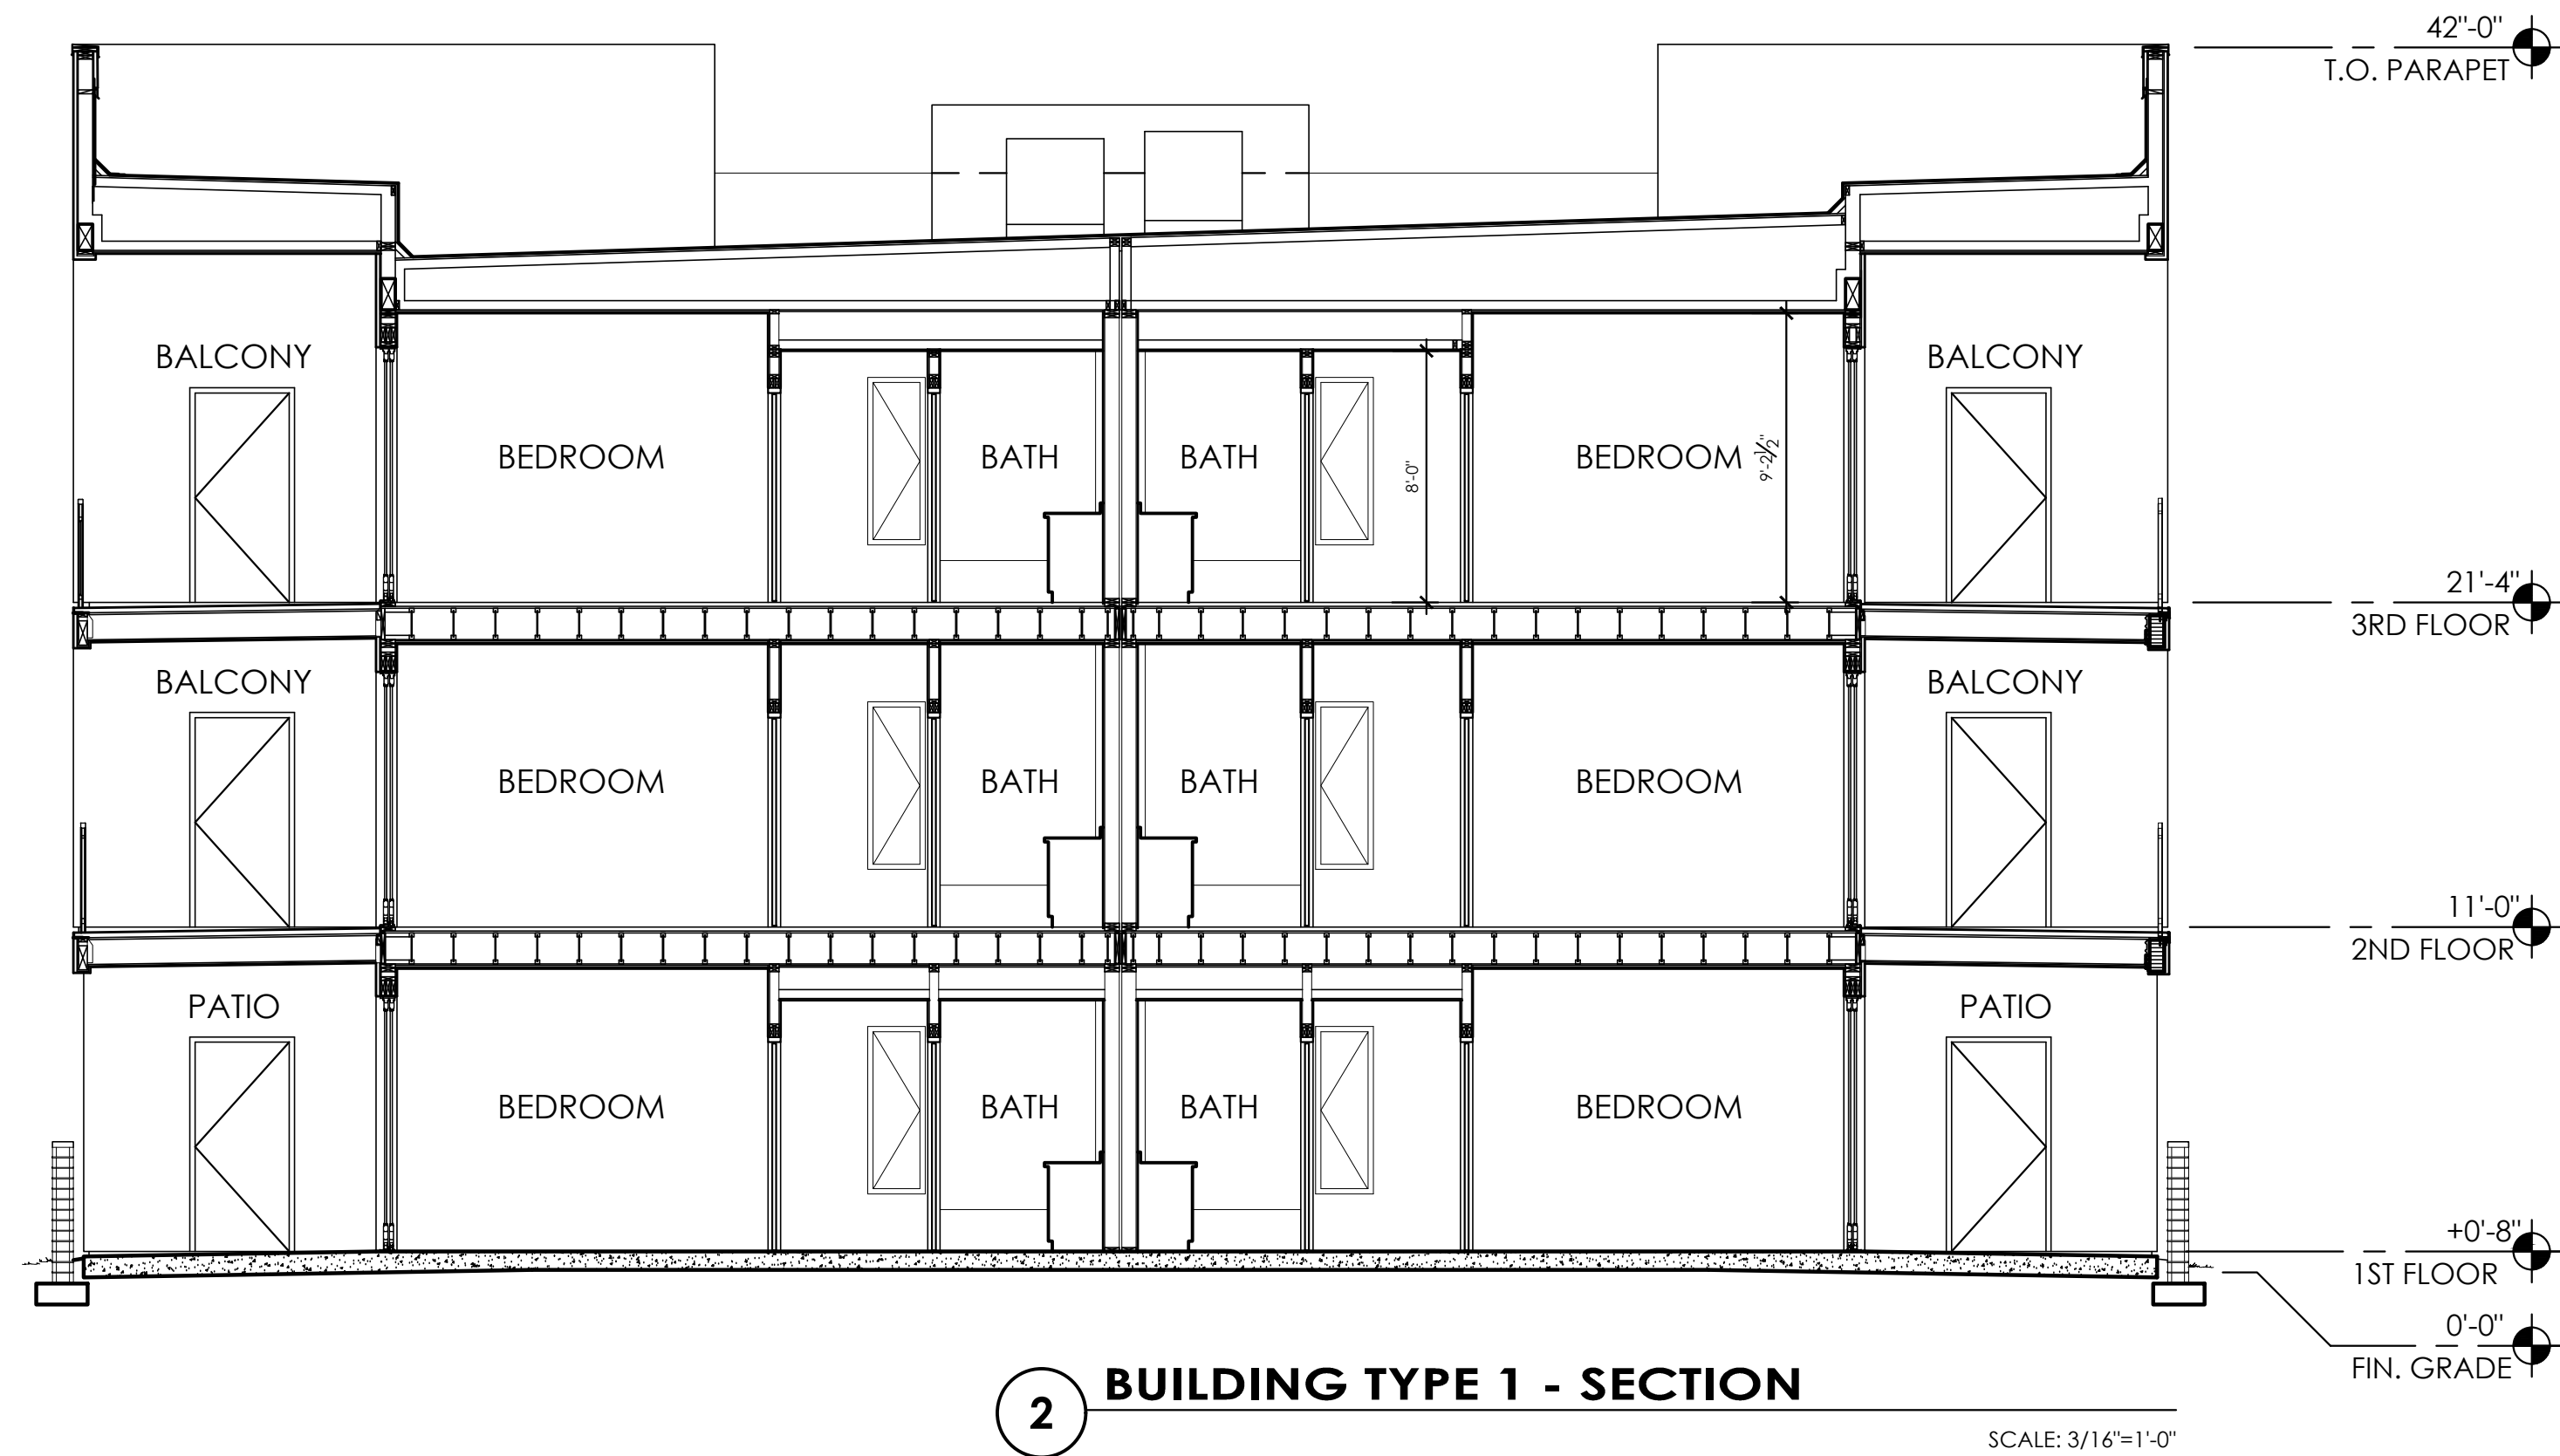 42"-0"
T.O. PARAPET
BALCONY
BALCONY
BEDROOM
BATH
BATH
8'-0"
BEDROOM
9'-2½"
21'-4"
3RD FLOOR
BALCONY
BALCONY
BEDROOM
BATH
BATH
BEDROOM
11'-0"
2ND FLOOR
PATIO
PATIO
BEDROOM
BATH
BATH
BEDROOM
+0'-8"
1ST FLOOR
0'-0"
FIN. GRADE
2
BUILDING TYPE 1 - SECTION
SCALE: 3/16"=1'-0"